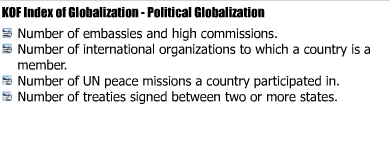 KOF Index of Globalization - Political Globalization
Number of embassies and high commissions.
Number of international organizations to which a country is a
member.
Number of UN peace missions a country participated in.
Number of treaties signed between two or more states.